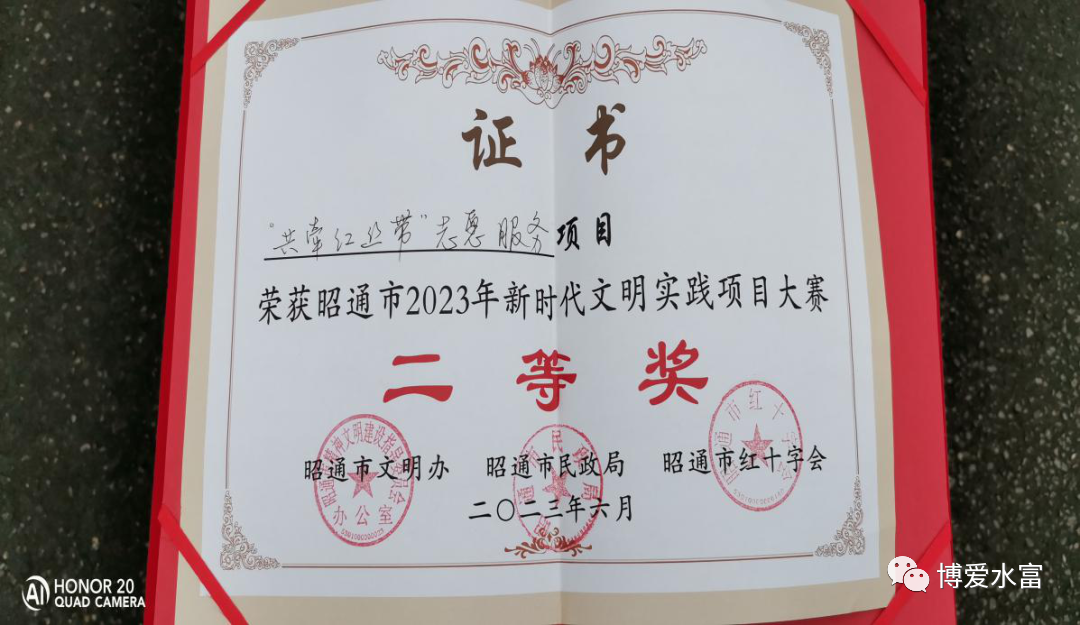 证书
“共牵红丝带”志愿服务项目
荣获昭通市2023年新时代文明实践项目大赛
二等奖
昭通市文明办 昭通市民政局 昭通市红十字会
二〇二三年六月
办公室
HONOR 20
QUAD CAMERA
博爱水富